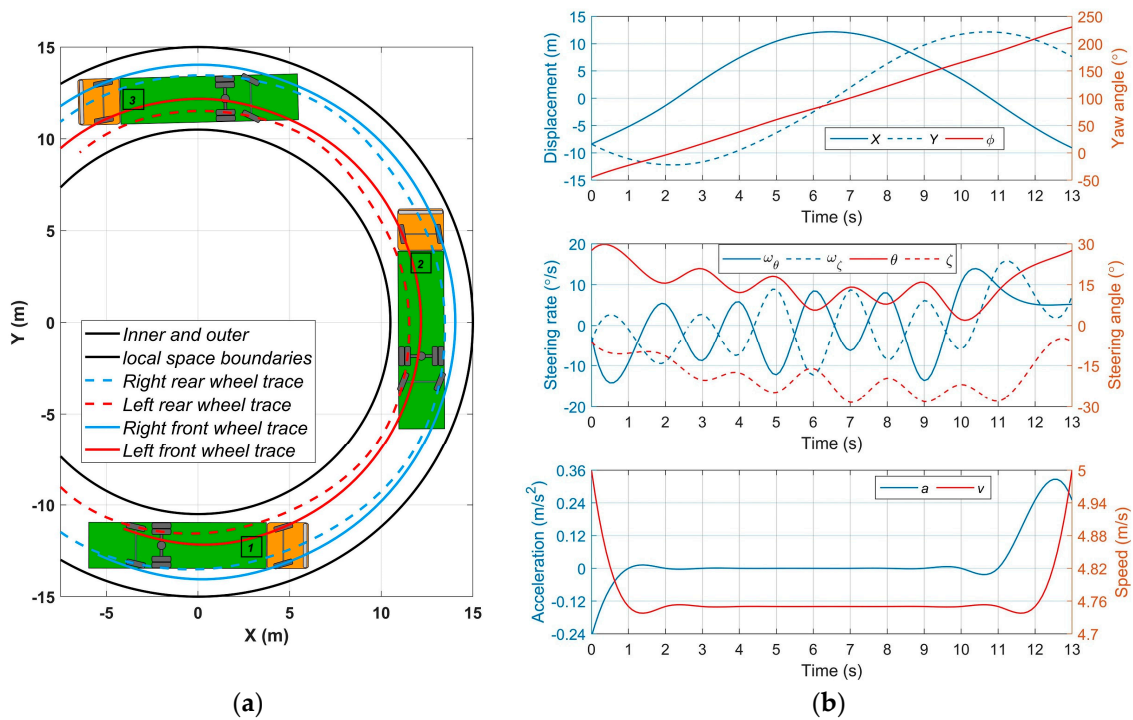 15
10
5
0
-5
-10
-15
Y (m)
-5
0
5
10
15
X (m)
3
2
1
Inner and outer
local space boundaries
Right rear wheel trace
Left rear wheel trace
Right front wheel trace
Left front wheel trace
(a)
15
10
5
0
-5
-10
-15
Displacement (m)
250
200
150
100
50
0
-50
Yaw angle (°)
X Y ϕ
0 1 2 3 4 5 6 7 8 9 10 11 12 13
Time (s)
20
10
0
-10
-20
Steering rate (°/s)
30
15
0
-15
-30
Steering angle (°)
ωθ ωζ θ ζ
0 1 2 3 4 5 6 7 8 9 10 11 12 13
Time (s)
0.36
0.24
0.12
0
-0.12
-0.24
Acceleration (m/s²)
5
4.94
4.88
4.82
4.76
4.7
Speed (m/s)
a v
0 1 2 3 4 5 6 7 8 9 10 11 12 13
Time (s)
(b)